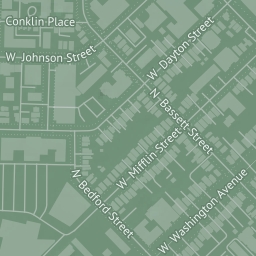 Conklin Place
W Johnson Street
W Dayton Street
N Bassett Street
W Mifflin Street
N Bedford Street
W Washington Avenue